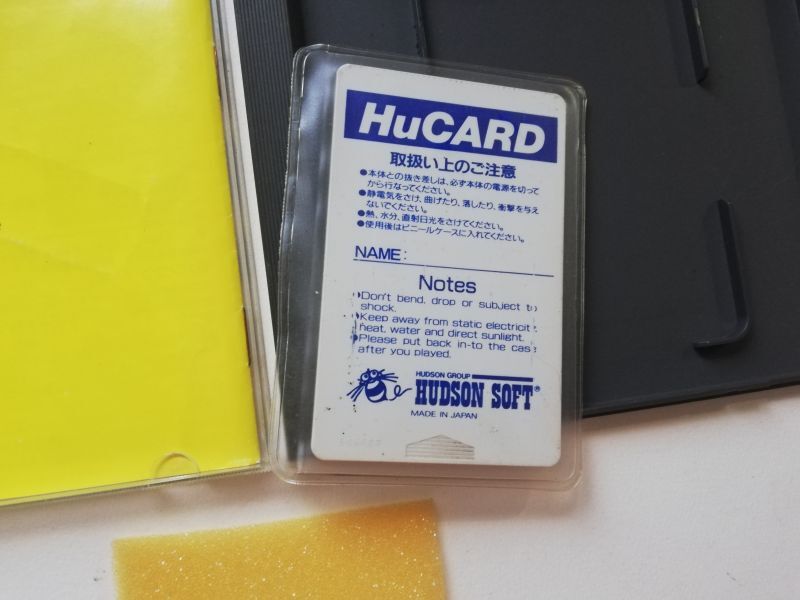 HuCARD
取扱い上のご注意
●本体との抜き差しは、必ず本体の電源を切って
から行なってください。
●静電気をさけ、曲げたり、落したり、衝撃を与え
ないでください。
●熱、水分、直射日光をさけてください。
●使用後はビニールケースに入れてください。
NAME:
Notes
●Don't bend, drop or subject to
shock.
●Keep away from static electricity,
heat, water and direct sunlight.
●Please put back in-to the case
after you played.
HUDSON GROUP
HUDSON SOFT®
MADE IN JAPAN